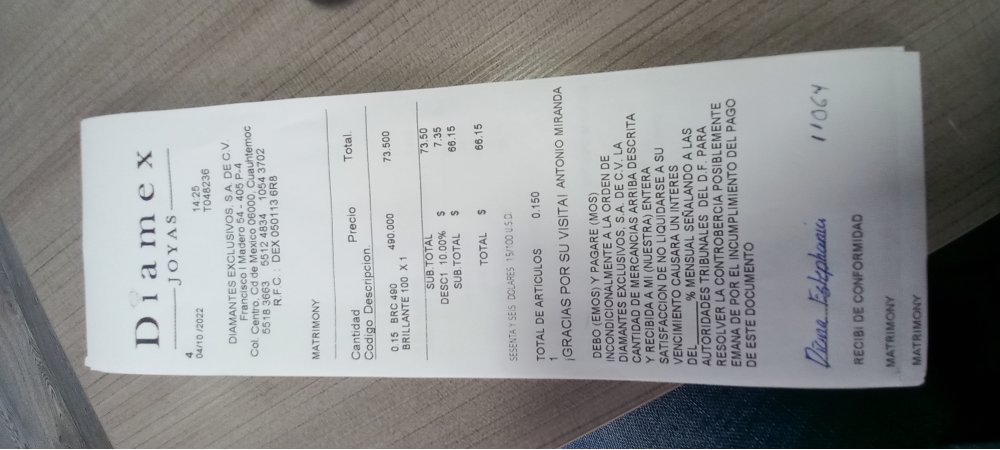 Diamex
JOYAS
4
04/10 /2022 14:25
T048236
DIAMANTES EXCLUSIVOS, S.A. DE C.V.
Francisco I Madero 54 - 405 P-4
Col. Centro, Cd de Mexico 06000, Cuauhtemoc
5518 3663 5512 4834 1054 3702
R.F.C. : DEX 050113 6R8
MATRIMONY
Cantidad Precio Total.
Codigo Descripcion
0.15 BRC 490 490.000 73.500
BRILLANTE 100 X 1
SUB.TOTAL 73.50
DESC1 10.00% $ 7.35
SUB.TOTAL $ 66.15
TOTAL $ 66.15
SESENTA Y SEIS DOLARES 15/100 U.S.D.
TOTAL DE ARTICULOS 0.150
1
¡GRACIAS POR SU VISITA! ANTONIO MIRANDA
DEBO (EMOS) Y PAGARE (MOS)
INCONDICIONALMENTE A LA ORDEN DE
DIAMANTES EXCLUSIVOS, S.A. DE C.V. LA
CANTIDAD DE MERCANCIAS ARRIBA DESCRITA
Y RECIBIDA A MI (NUESTRA) ENTERA
SATISFACCION DE NO LIQUIDARSE A SU
VENCIMIENTO CAUSARA UN INTERES
DEL____% MENSUAL SEÑALANDO A LAS
AUTORIDADES TRIBUNALES DEL D.F. PARA
RESOLVER LA CONTROBERCIA POSIBLEMENTE
EMANA DE POR EL INCUMPLIMIENTO DEL PAGO
DE ESTE DOCUMENTO
11064
RECIBI DE CONFORMIDAD
MATRIMONY
MATRIMONY